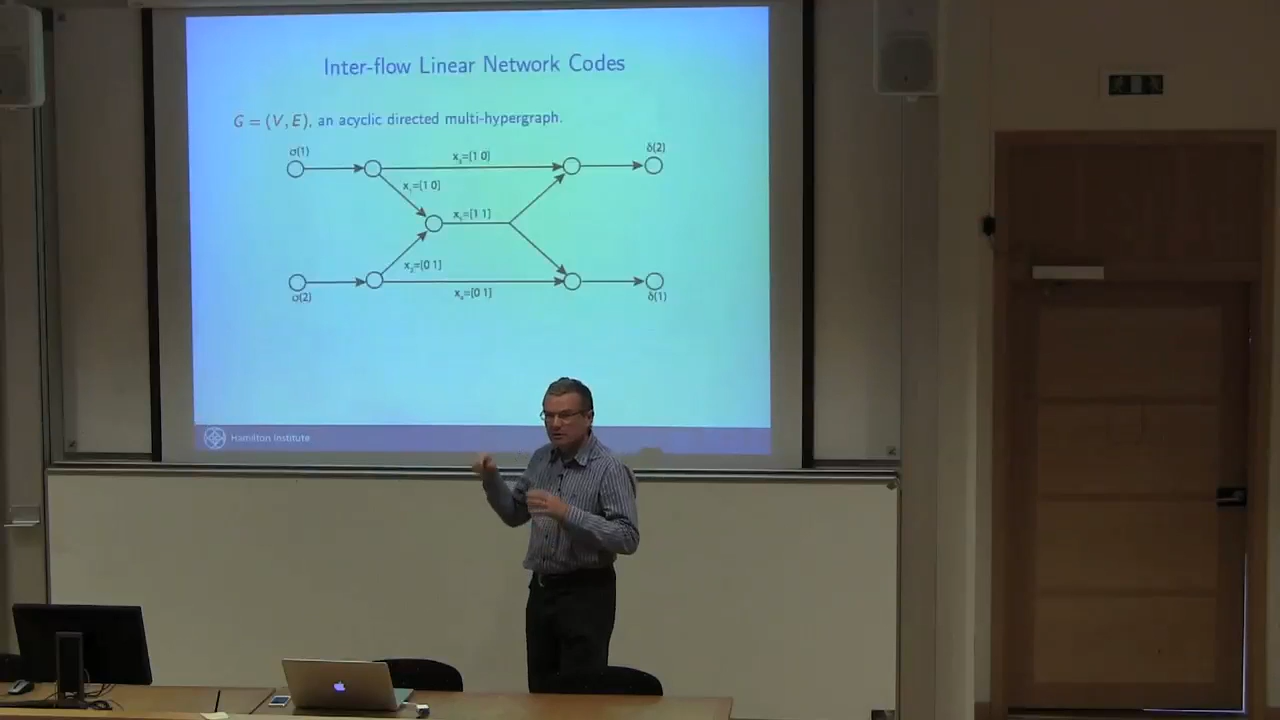 Inter-flow Linear Network Codes
G = (V, E), an acyclic directed multi-hypergraph.
σ(1)
x₃=[1 0]
δ(2)
x₁=[1 0]
x₅=[1 1]
x₂=[0 1]
σ(2)
x₄=[0 1]
δ(1)
Hamilton Institute